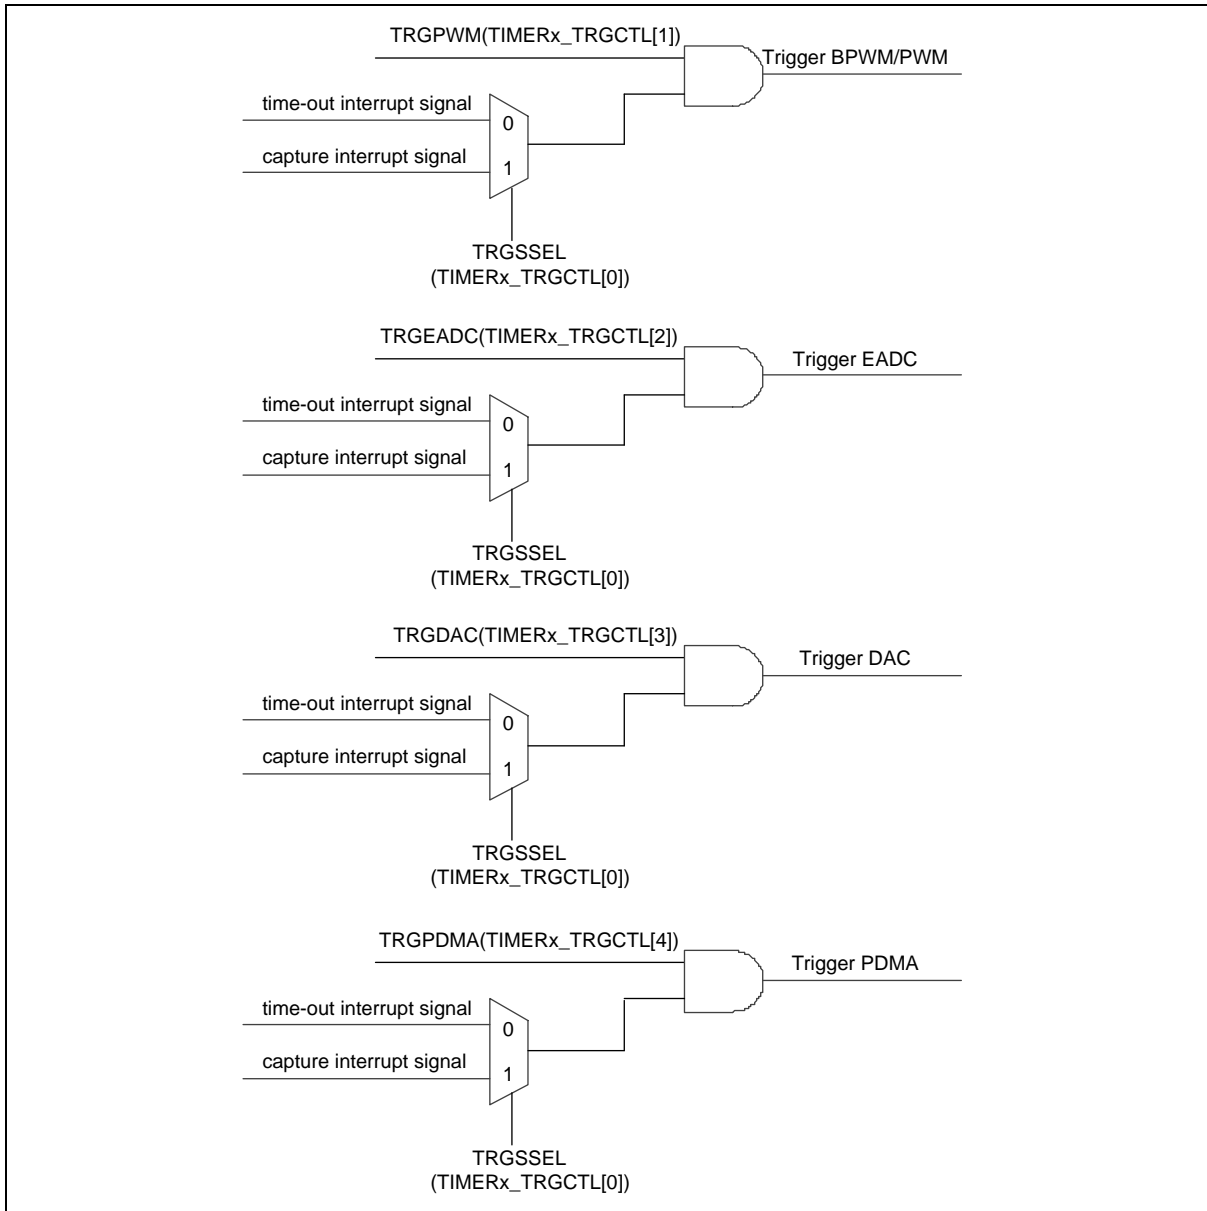 TRGPWM(TIMERx_TRGCTL[1])
Trigger BPWM/PWM
time-out interrupt signal
0
capture interrupt signal
1
TRGSSEL
(TIMERx_TRGCTL[0])
TRGEADC(TIMERx_TRGCTL[2])
Trigger EADC
time-out interrupt signal
0
capture interrupt signal
1
TRGSSEL
(TIMERx_TRGCTL[0])
TRGDAC(TIMERx_TRGCTL[3])
Trigger DAC
time-out interrupt signal
0
capture interrupt signal
1
TRGSSEL
(TIMERx_TRGCTL[0])
TRGPDMA(TIMERx_TRGCTL[4])
Trigger PDMA
time-out interrupt signal
0
capture interrupt signal
1
TRGSSEL
(TIMERx_TRGCTL[0])